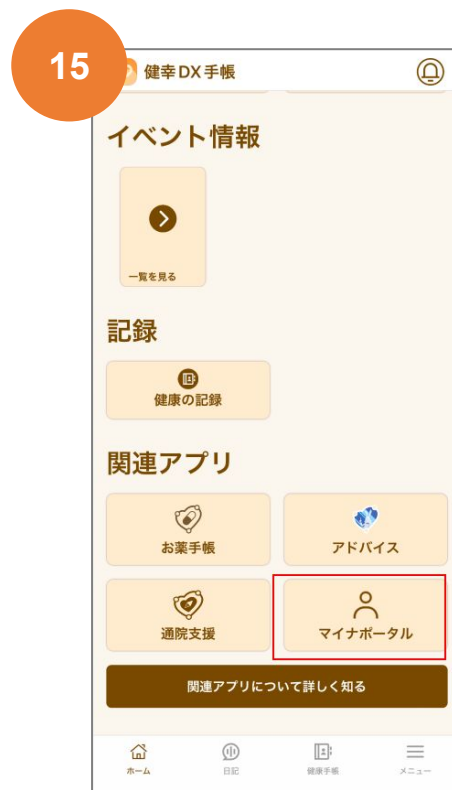 15
健幸DX手帳
イベント情報
一覧を見る
記録
健康の記録
関連アプリ
お薬手帳
アドバイス
通院支援
マイナポータル
関連アプリについて詳しく知る
ホーム
日記
健康手帳
メニュー